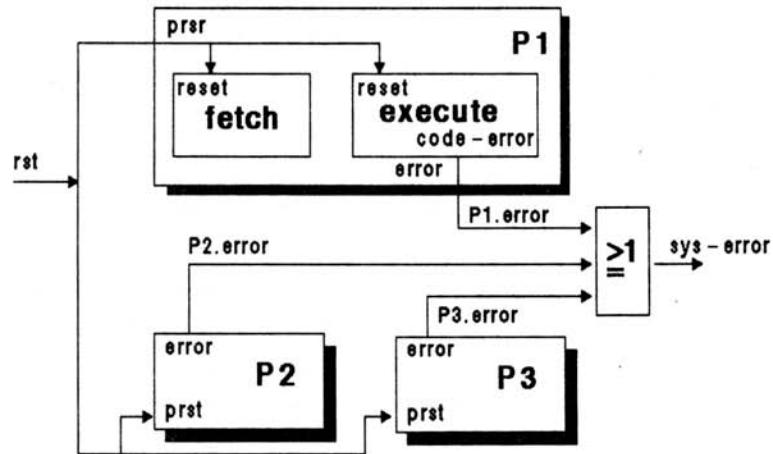 prsr
P1
reset
fetch
reset
execute
code-error
error
rst
P1.error
P2.error
≥1
sys-error
P3.error
error
P2
prst
error
P3
prst